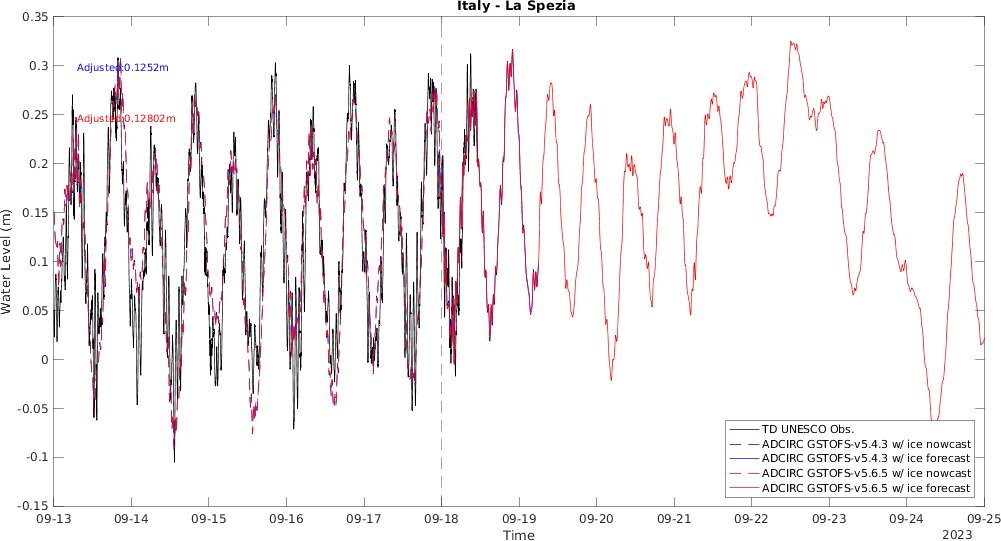 Italy - La Spezia
0.35
0.3
0.25
0.2
0.15
0.1
0.05
0
-0.05
-0.1
-0.15
Water Level (m)
Adjusted:0.1252m
Adjusted:0.12802m
TD UNESCO Obs.
ADCIRC GSTOFS-v5.4.3 w/ ice nowcast
ADCIRC GSTOFS-v5.4.3 w/ ice forecast
ADCIRC GSTOFS-v5.6.5 w/ ice nowcast
ADCIRC GSTOFS-v5.6.5 w/ ice forecast
09-13 09-14 09-15 09-16 09-17 09-18 09-19 09-20 09-21 09-22 09-23 09-24 09-25
Time
2023